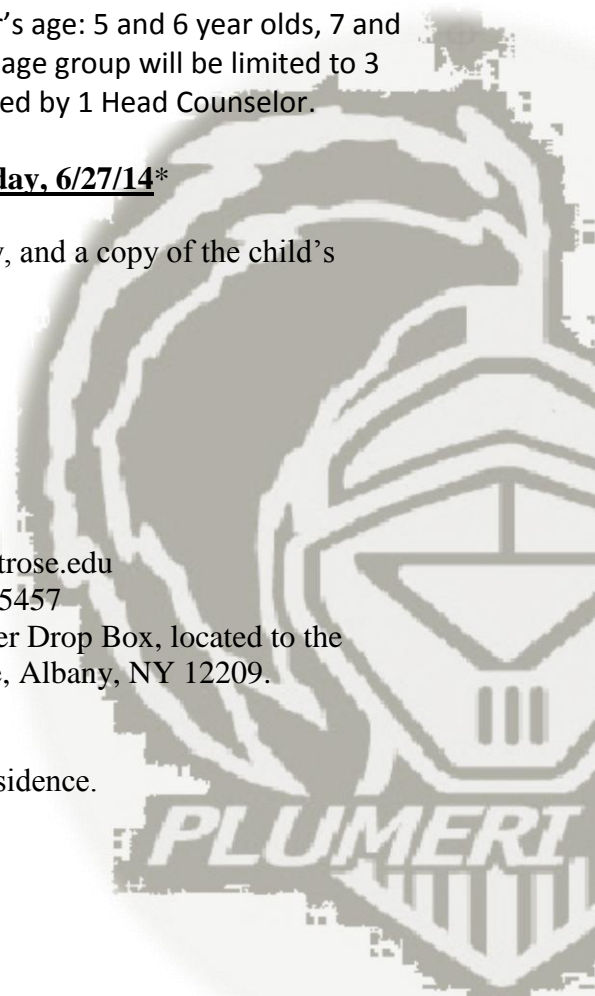 r’s age: 5 and 6 year olds, 7 and
age group will be limited to 3
ed by 1 Head Counselor.
day, 6/27/14*
y, and a copy of the child’s
trose.edu
5457
er Drop Box, located to the
e, Albany, NY 12209.
sidence.
PLUMERI